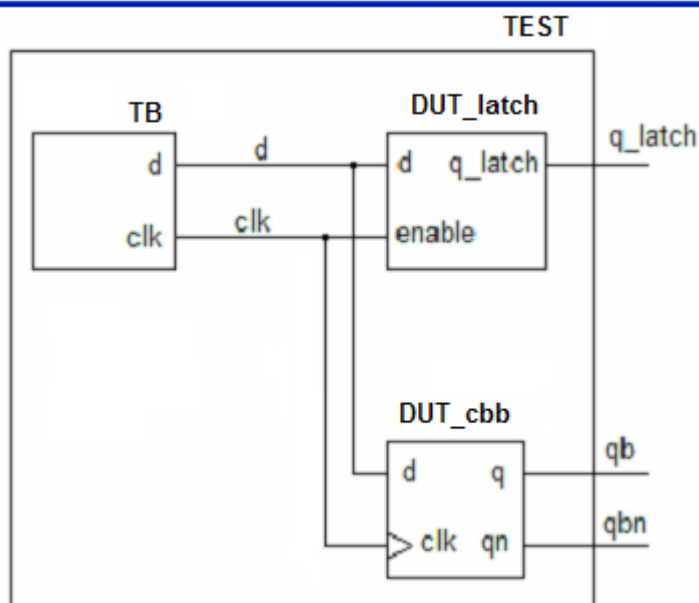 TEST
TB
DUT_latch
q_latch
d
d
d q_latch
clk
clk
enable
DUT_cbb
d q
qb
clk qn
qbn